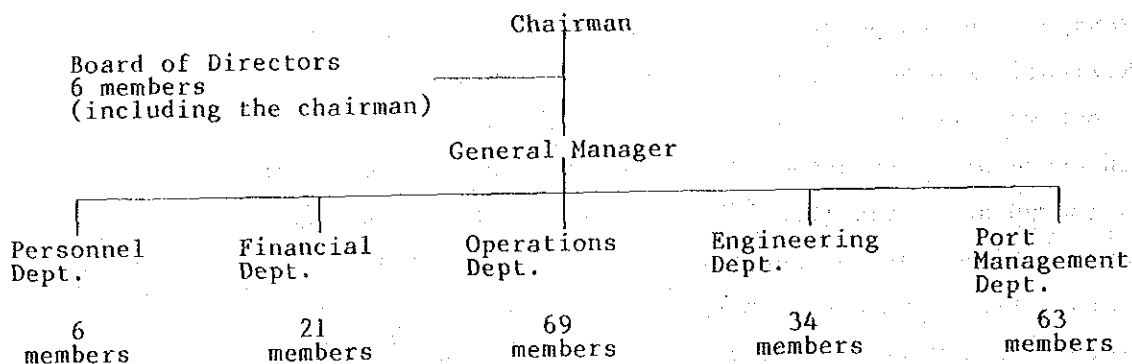 Chairman
Board of Directors
6 members
(including the chairman)
General Manager
Personnel
Dept.
Financial
Dept.
Operations
Dept.
Engineering
Dept.
Port
Management
Dept.
6
members
21
members
69
members
34
members
63
members